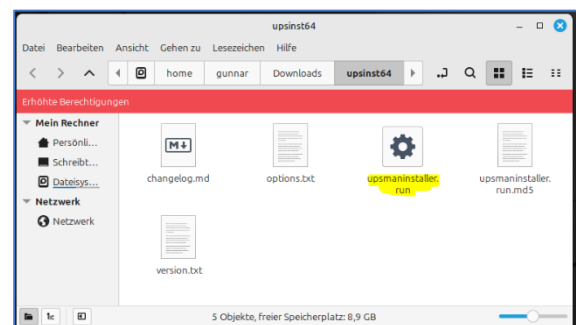 upsinst64
Datei Bearbeiten Ansicht Gehen zu Lesezeichen Hilfe
home gunnar Downloads upsinst64
Erhöhte Berechtigungen
Mein Rechner
Persönli...
Schreibt...
Dateisys...
Netzwerk
Netzwerk
M
changelog.md
options.txt
upsmaninstaller.
run
upsmaninstaller.
run.md5
version.txt
5 Objekte, freier Speicherplatz: 8,9 GB